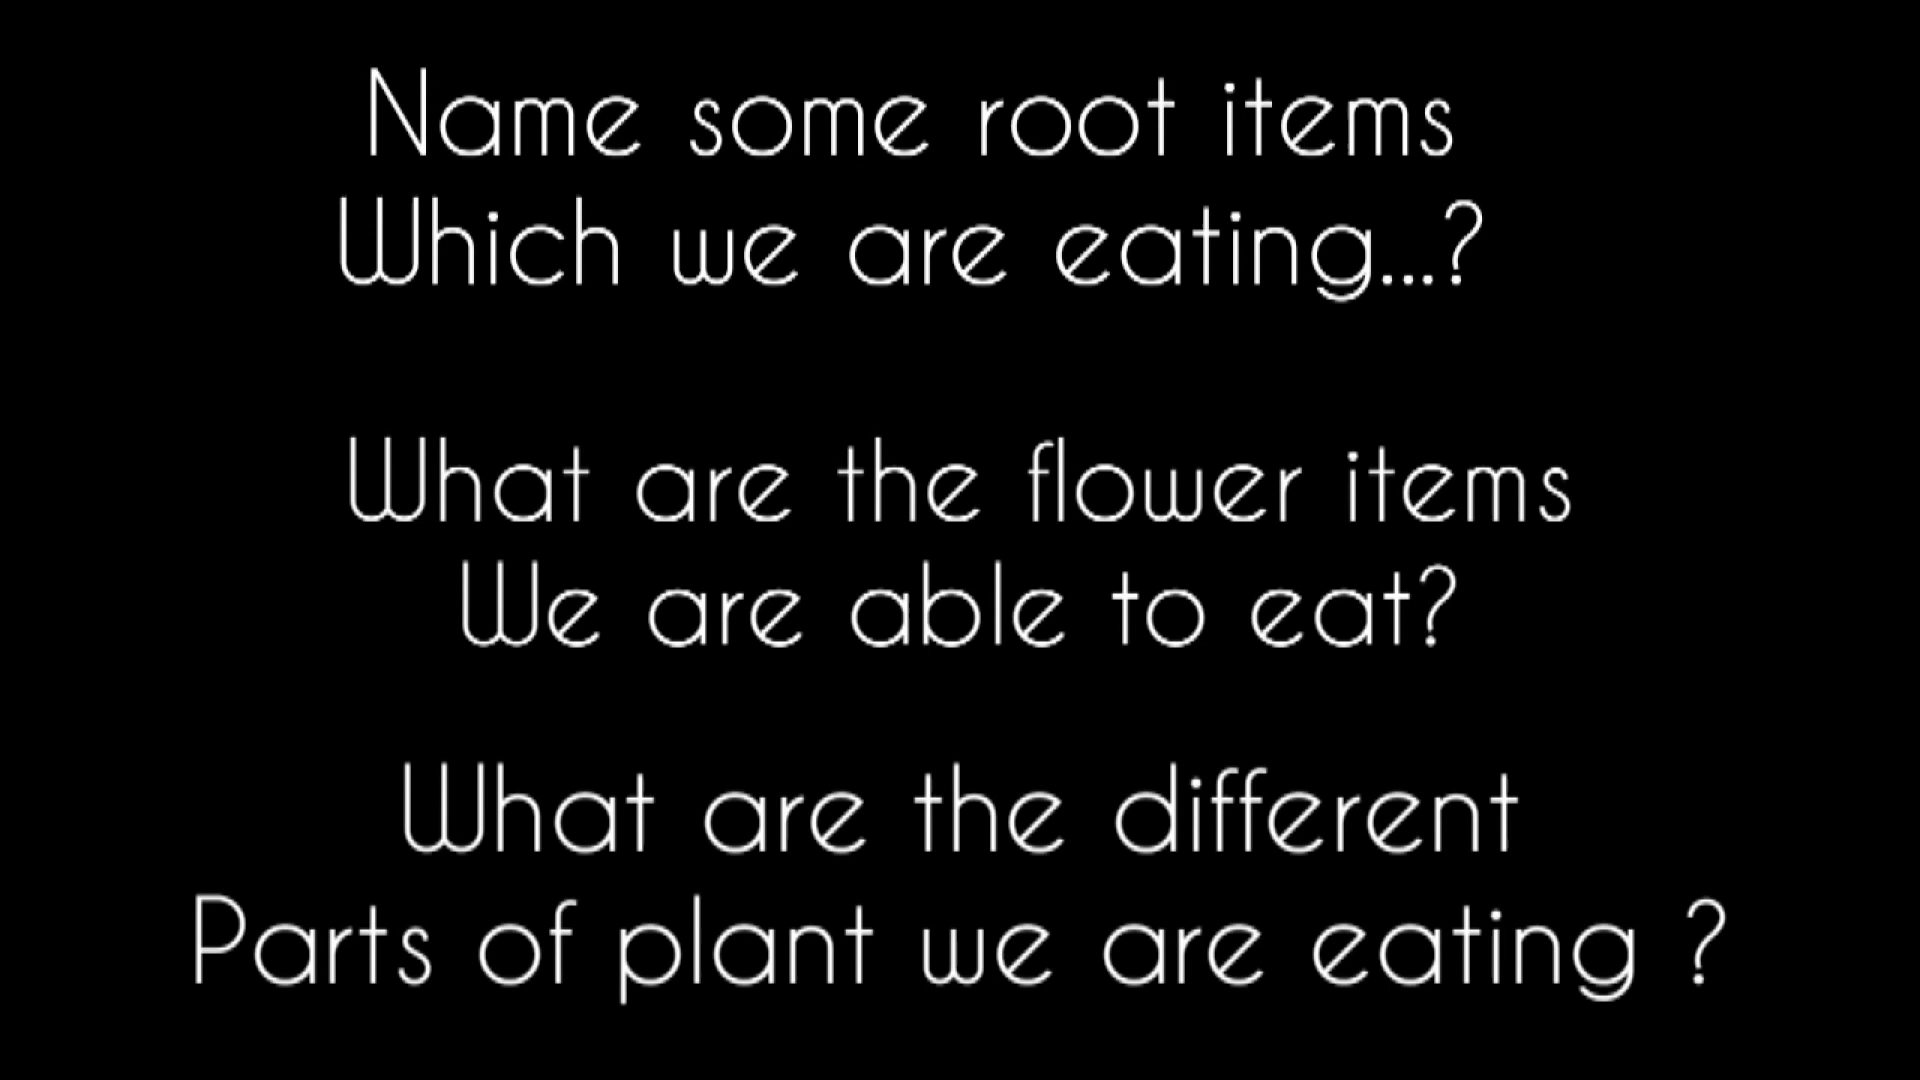 Name some root items
Which we are eating...?
What are the flower items
We are able to eat?
What are the different
Parts of plant we are eating ?